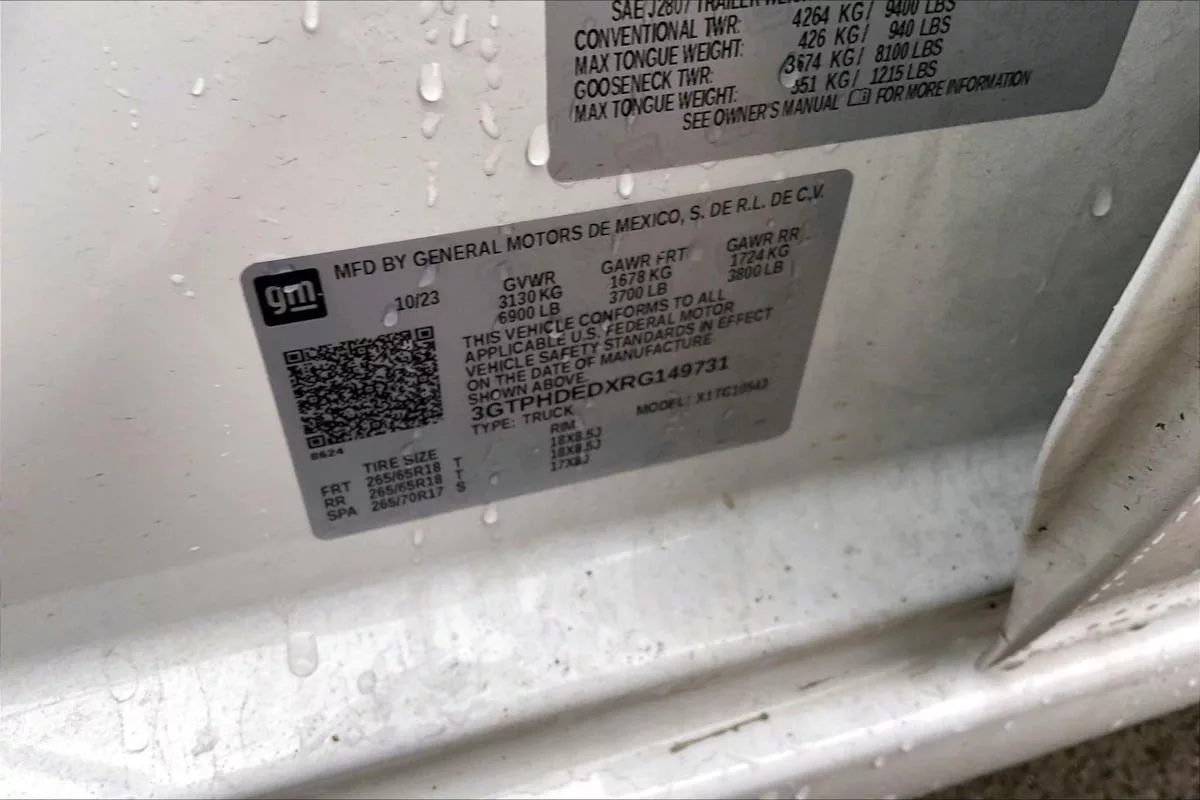 SAE J2807 TRAILER WEIGHT
CONVENTIONAL TWR: 4264 KG/ 9400 LBS
MAX TONGUE WEIGHT: 426 KG/ 940 LBS
GOOSENECK TWR: 3674 KG/ 8100 LBS
MAX TONGUE WEIGHT: 551 KG/ 1215 LBS
SEE OWNER'S MANUAL FOR MORE INFORMATION
gm
MFD BY GENERAL MOTORS DE MEXICO, S. DE R.L. DE C.V.
10/23 GVWR GAWR FRT GAWR RR
3130 KG 1678 KG 1724 KG
6900 LB 3700 LB 3800 LB
THIS VEHICLE CONFORMS TO ALL
APPLICABLE U.S. FEDERAL MOTOR
VEHICLE SAFETY STANDARDS IN EFFECT
ON THE DATE OF MANUFACTURE
SHOWN ABOVE.
3GTPHDEDXRG149731
TYPE: TRUCK MODEL: X1TC10543
8624
TIRE SIZE RIM
FRT 265/65R18 T 18X8.5J
RR 265/65R18 T 18X8.5J
SPA 265/70R17 S 17X8J